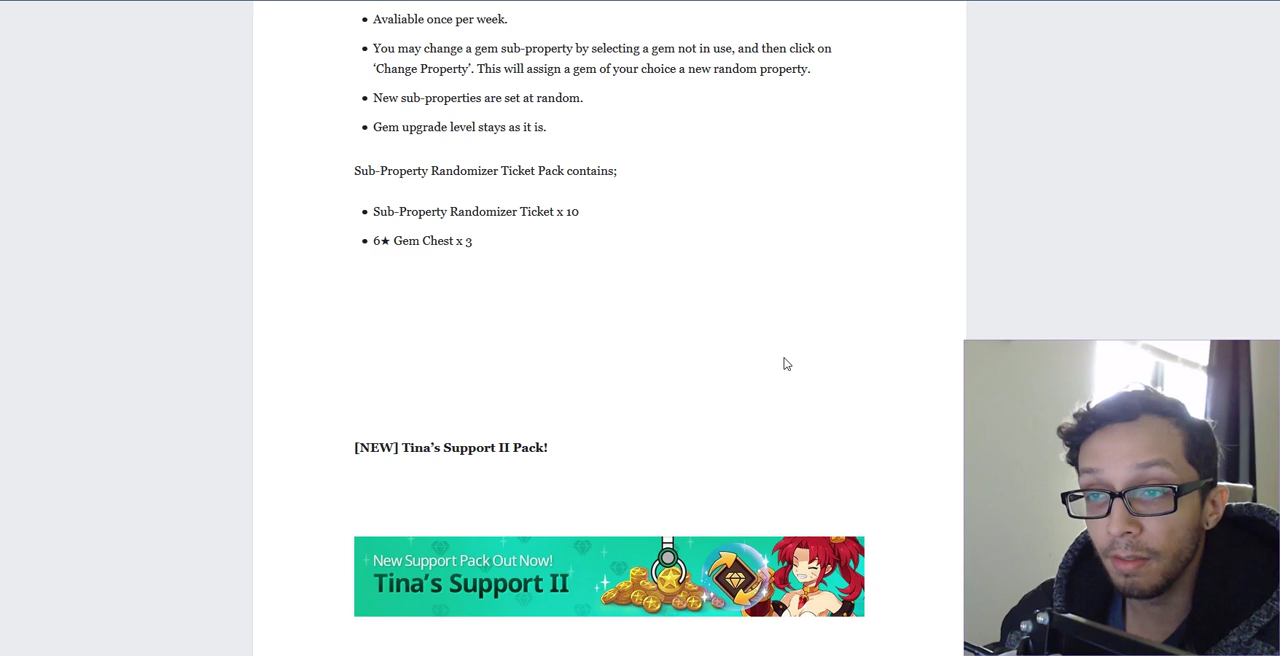 Avaliable once per week.
You may change a gem sub-property by selecting a gem not in use, and then click on
‘Change Property’. This will assign a gem of your choice a new random property.
New sub-properties are set at random.
Gem upgrade level stays as it is.
Sub-Property Randomizer Ticket Pack contains;
Sub-Property Randomizer Ticket x 10
6★ Gem Chest x 3
[NEW] Tina’s Support II Pack!
New Support Pack Out Now!
Tina’s Support II